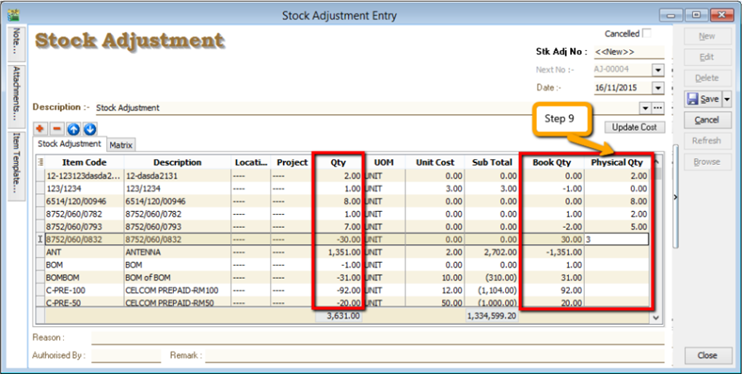 Stock Adjustment Entry
Note...
Attachments...
Item Template...
Stock Adjustment
Cancelled
Stk Adj No : <<New>>
Next No :- AJ-00004
Date :- 16/11/2015
Description :- Stock Adjustment
Step 9
Update Cost
Stock Adjustment Matrix
Item Code Description Locati... Project Qty UOM Unit Cost Sub Total Book Qty Physical Qty
12-123123dasda2... 12-dasda2131 ---- ---- 2.00 UNIT 0.00 0.00 0.00 2.00
123/1234 123/1234 ---- ---- 1.00 UNIT 3.00 3.00 -1.00 0.00
6514/120/00946 6514/120/00946 ---- ---- 8.00 UNIT 0.00 0.00 0.00 8.00
8752/060/0782 8752/060/0782 ---- ---- 1.00 UNIT 0.00 0.00 1.00 2.00
8752/060/0793 8752/060/0793 ---- ---- 7.00 UNIT 0.00 0.00 -2.00 5.00
8752/060/0832 8752/060/0832 ---- ---- -30.00 UNIT 0.00 0.00 30.00 3
ANT ANTENNA ---- ---- 1,351.00 UNIT 2.00 2,702.00 -1,351.00
BOM BOM ---- ---- -1.00 UNIT 0.00 0.00 1.00
BOMBOM BOM of BOM ---- ---- -31.00 UNIT 10.00 (310.00) 31.00
C-PRE-100 CELCOM PREPAID-RM100 ---- ---- -92.00 UNIT 12.00 (1,104.00) 92.00
C-PRE-50 CELCOM PREPAID-RM50 ---- ---- -20.00 UNIT 50.00 (1,000.00) 20.00
3,631.00 1,334,599.20
Reason :
Authorised By : Remark :
New
Edit
Delete
Save
Cancel
Refresh
Browse
Close